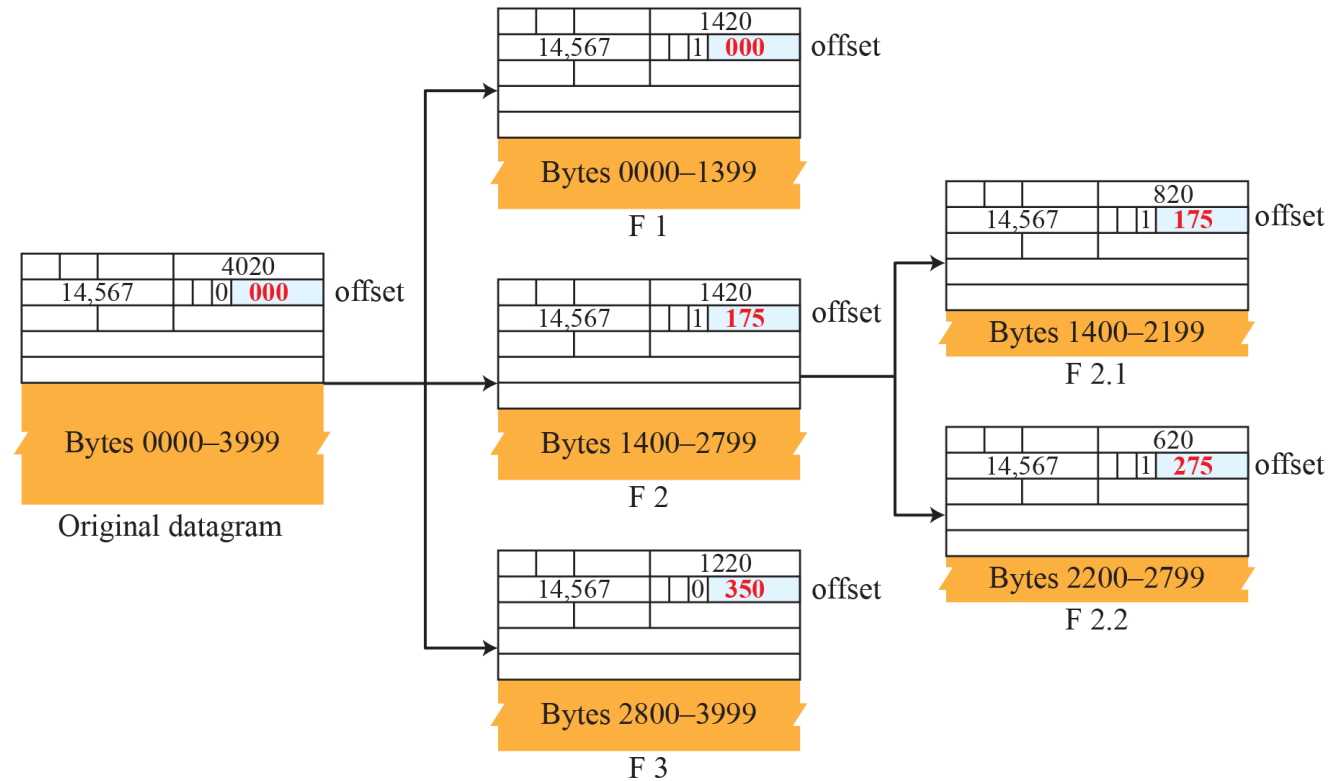 4020
14,567 0 000 offset
Bytes 0000–3999
Original datagram
1420
14,567 1 000 offset
Bytes 0000–1399
F 1
1420
14,567 1 175 offset
Bytes 1400–2799
F 2
1220
14,567 0 350 offset
Bytes 2800–3999
F 3
820
14,567 1 175 offset
Bytes 1400–2199
F 2.1
620
14,567 1 275 offset
Bytes 2200–2799
F 2.2